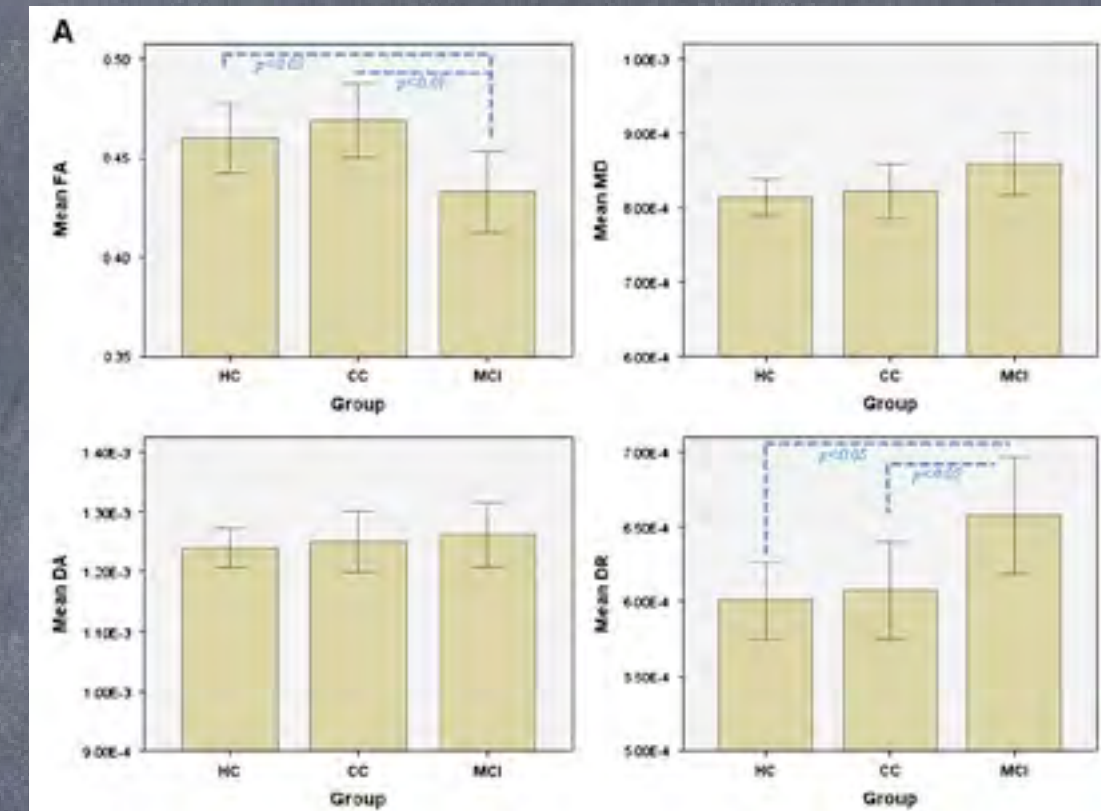 A
Mean FA
0.50
0.45
0.40
0.35
p<0.01
HC CC MCI
Group
Mean MD
1.00E-3
9.00E-4
8.00E-4
7.00E-4
6.00E-4
HC CC MCI
Group
Mean DA
1.40E-3
1.30E-3
1.20E-3
1.10E-3
1.00E-3
9.00E-4
HC CC MCI
Group
Mean DR
7.00E-4
6.50E-4
6.00E-4
5.50E-4
5.00E-4
p<0.05
p<0.05
HC CC MCI
Group